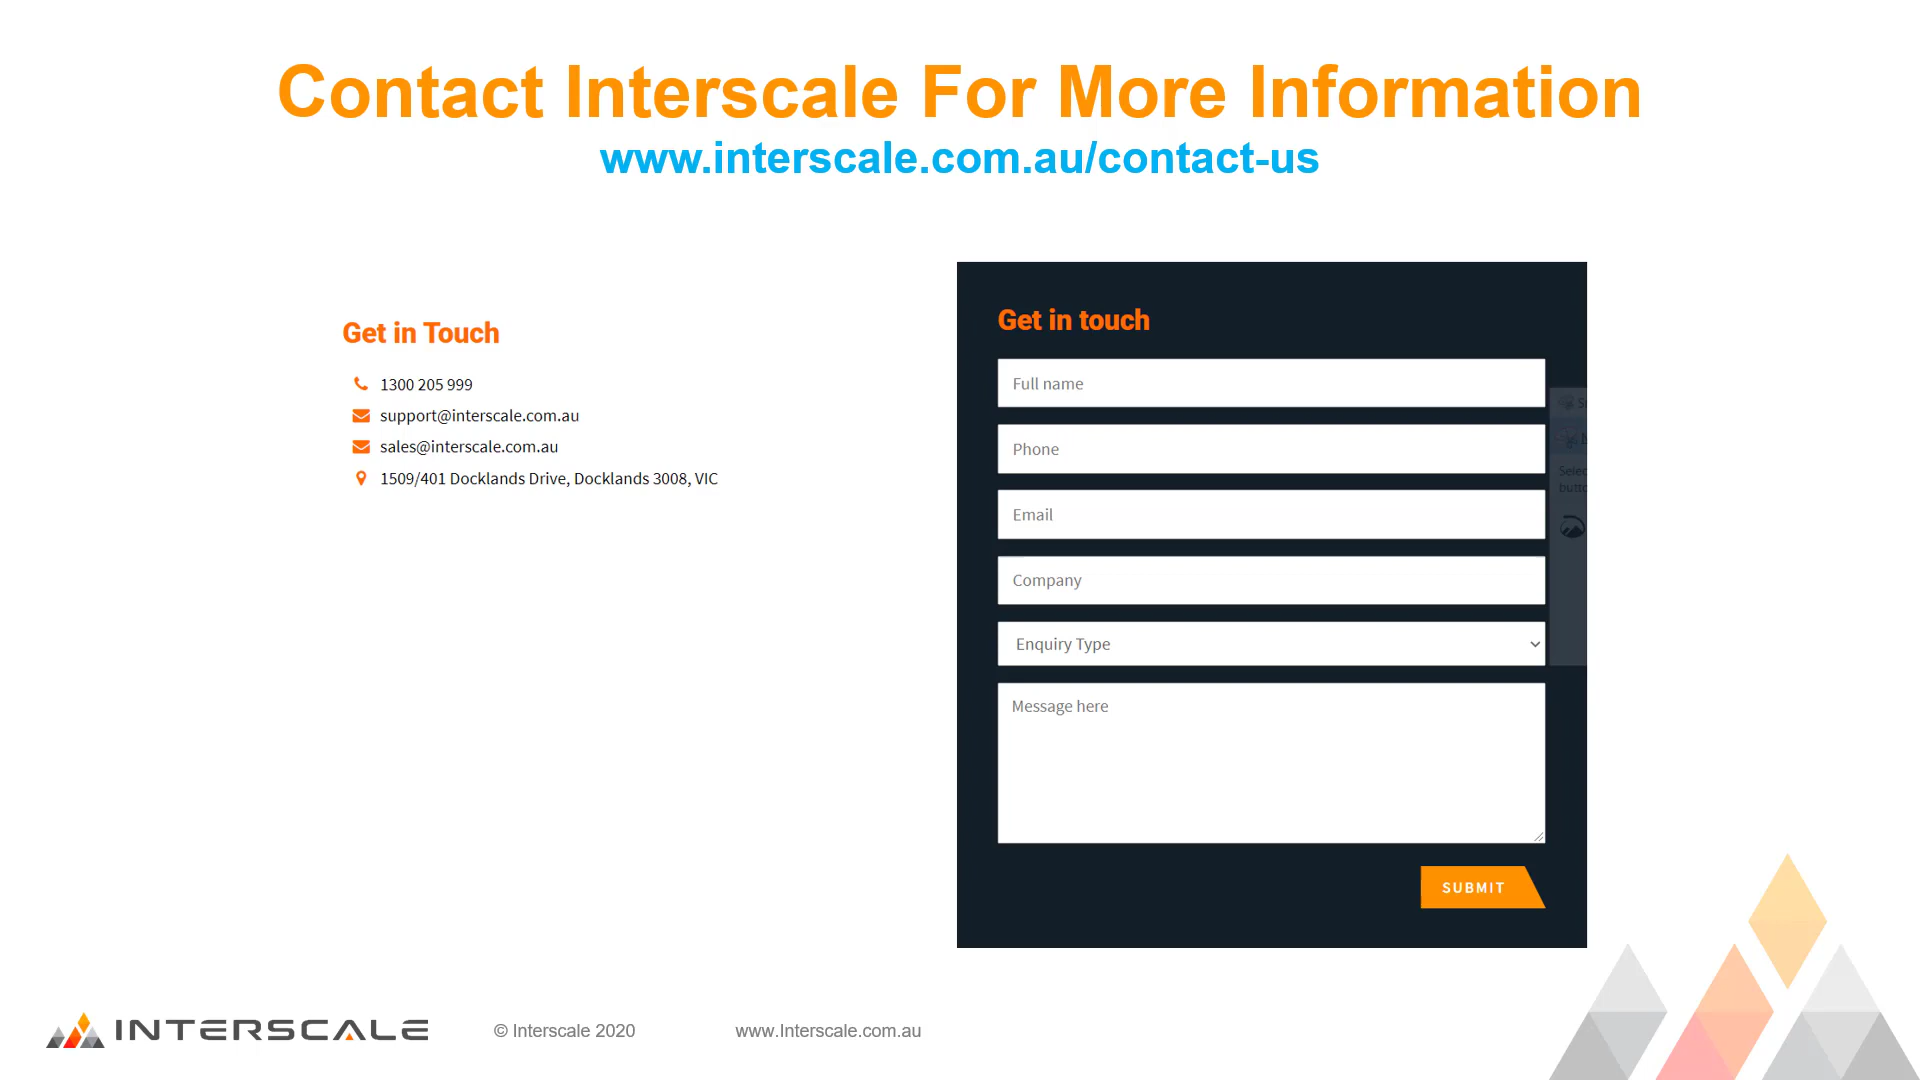 Contact Interscale For More Information
www.interscale.com.au/contact-us
Get in Touch
1300 205 999
support@interscale.com.au
sales@interscale.com.au
1509/401 Docklands Drive, Docklands 3008, VIC
Get in touch
Full name
Phone
Email
Company
Enquiry Type
Message here
SUBMIT
INTERSCALE
© Interscale 2020
www.Interscale.com.au